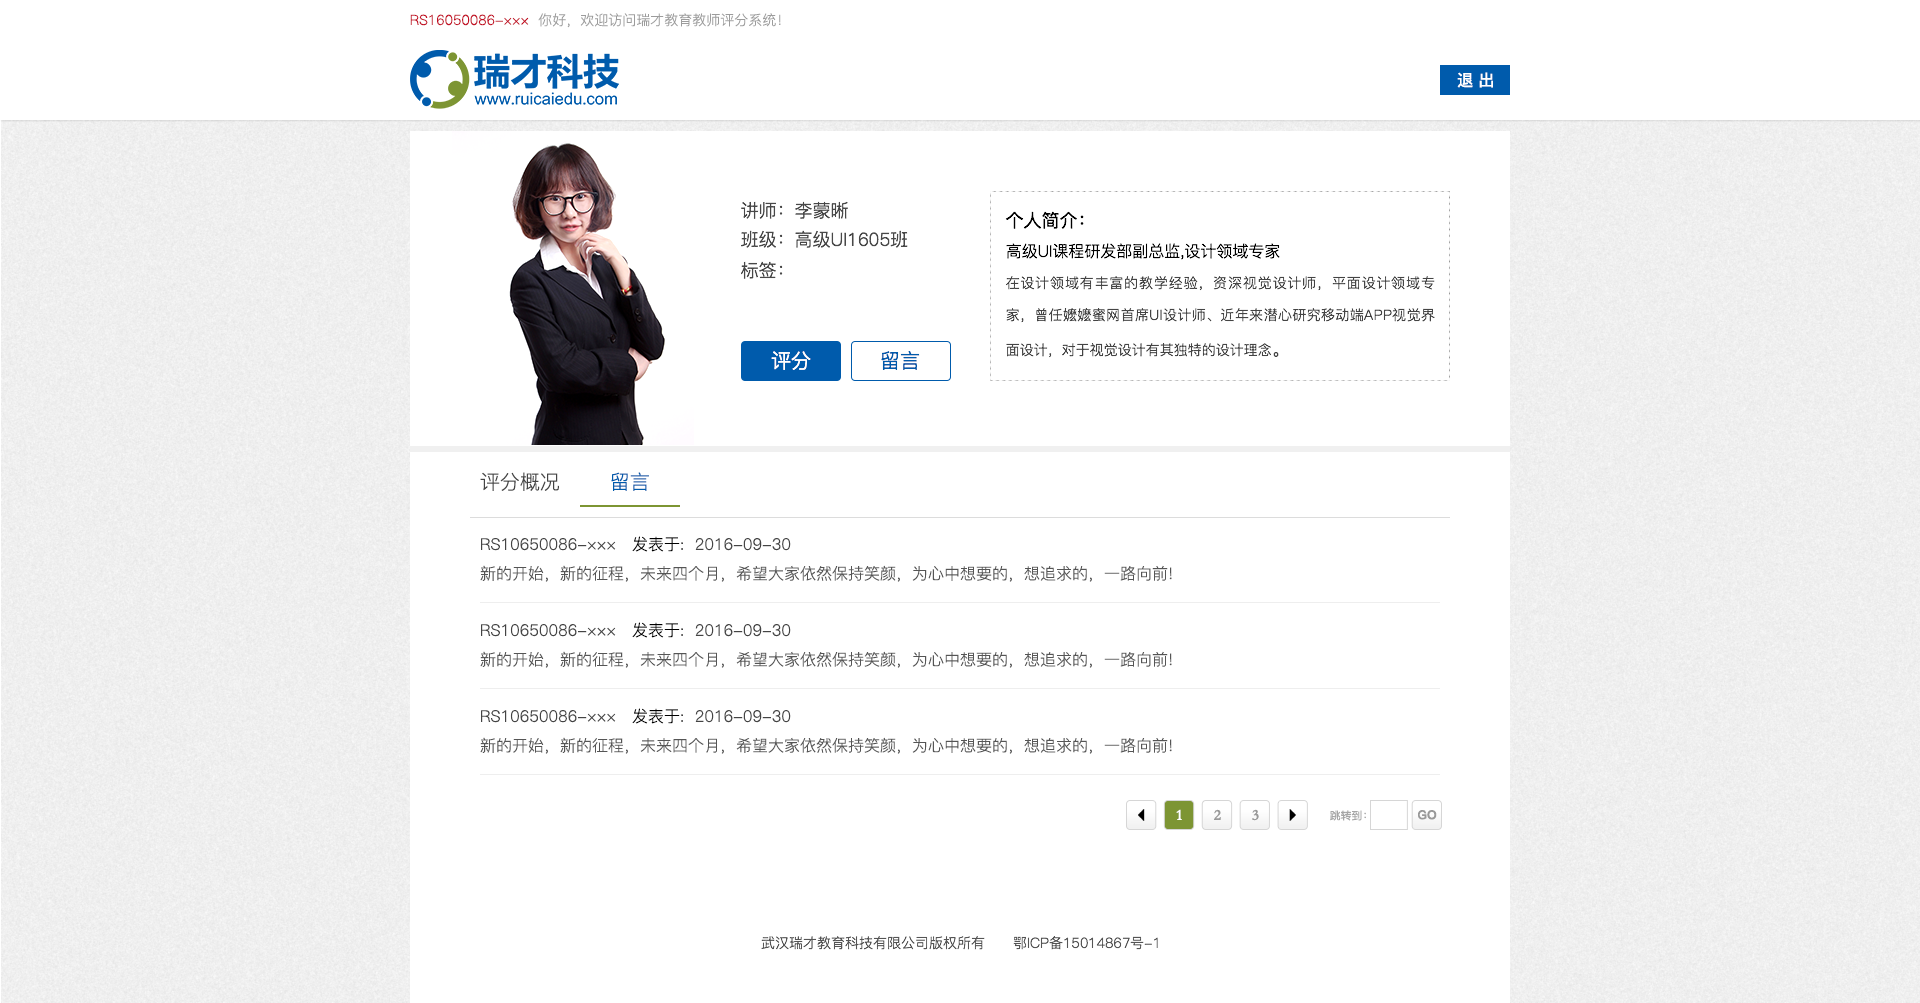 RS16050086-××× 你好，欢迎访问瑞才教育教师评分系统！
瑞才科技
www.ruicaiedu.com
退 出
讲师：李蒙晰
班级：高级UI1605班
标签：
评分 留言
个人简介：
高级UI课程研发部副总监,设计领域专家
在设计领域有丰富的教学经验，资深视觉设计师，平面设计领域专
家，曾任嬷嬷蜜网首席UI设计师、近年来潜心研究移动端APP视觉界
面设计，对于视觉设计有其独特的设计理念。
评分概况 留言
RS10650086-××× 发表于：2016-09-30
新的开始，新的征程，未来四个月，希望大家依然保持笑颜，为心中想要的，想追求的，一路向前！
RS10650086-××× 发表于：2016-09-30
新的开始，新的征程，未来四个月，希望大家依然保持笑颜，为心中想要的，想追求的，一路向前！
RS10650086-××× 发表于：2016-09-30
新的开始，新的征程，未来四个月，希望大家依然保持笑颜，为心中想要的，想追求的，一路向前！
1 2 3 跳转到： GO
武汉瑞才教育科技有限公司版权所有 鄂ICP备15014867号-1